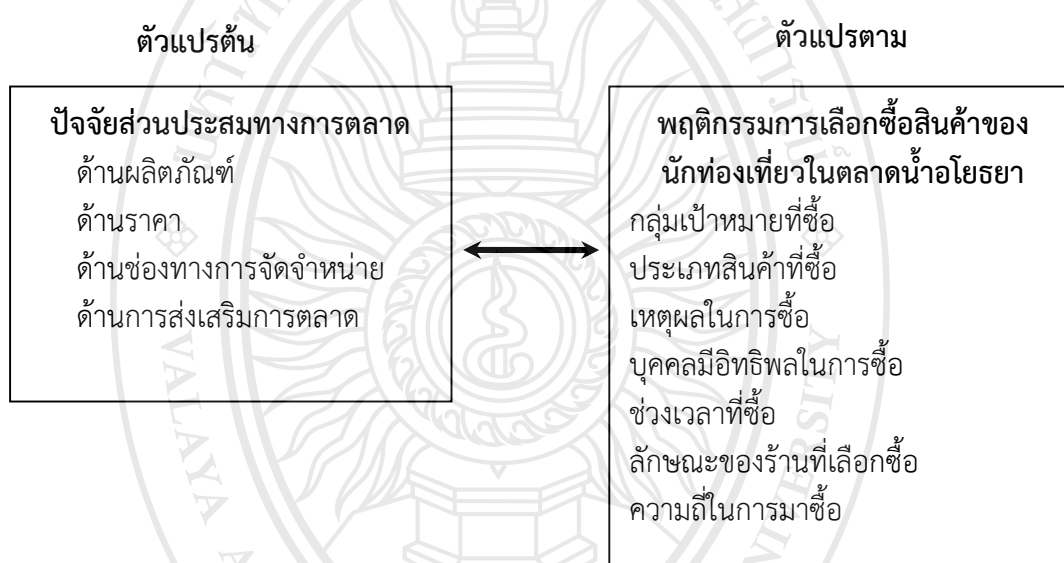 ตัวแปรต้น
ตัวแปรตาม
ปัจจัยส่วนประสมทางการตลาด
ด้านผลิตภัณฑ์
ด้านราคา
ด้านช่องทางการจัดจำหน่าย
ด้านการส่งเสริมการตลาด
พฤติกรรมการเลือกซื้อสินค้าของ
นักท่องเที่ยวในตลาดน้ำอโยธยา
กลุ่มเป้าหมายที่ซื้อ
ประเภทสินค้าที่ซื้อ
เหตุผลในการซื้อ
บุคคลมีอิทธิพลในการซื้อ
ช่วงเวลาที่ซื้อ
ลักษณะของร้านที่เลือกซื้อ
ความถี่ในการมาซื้อ
VALAYA